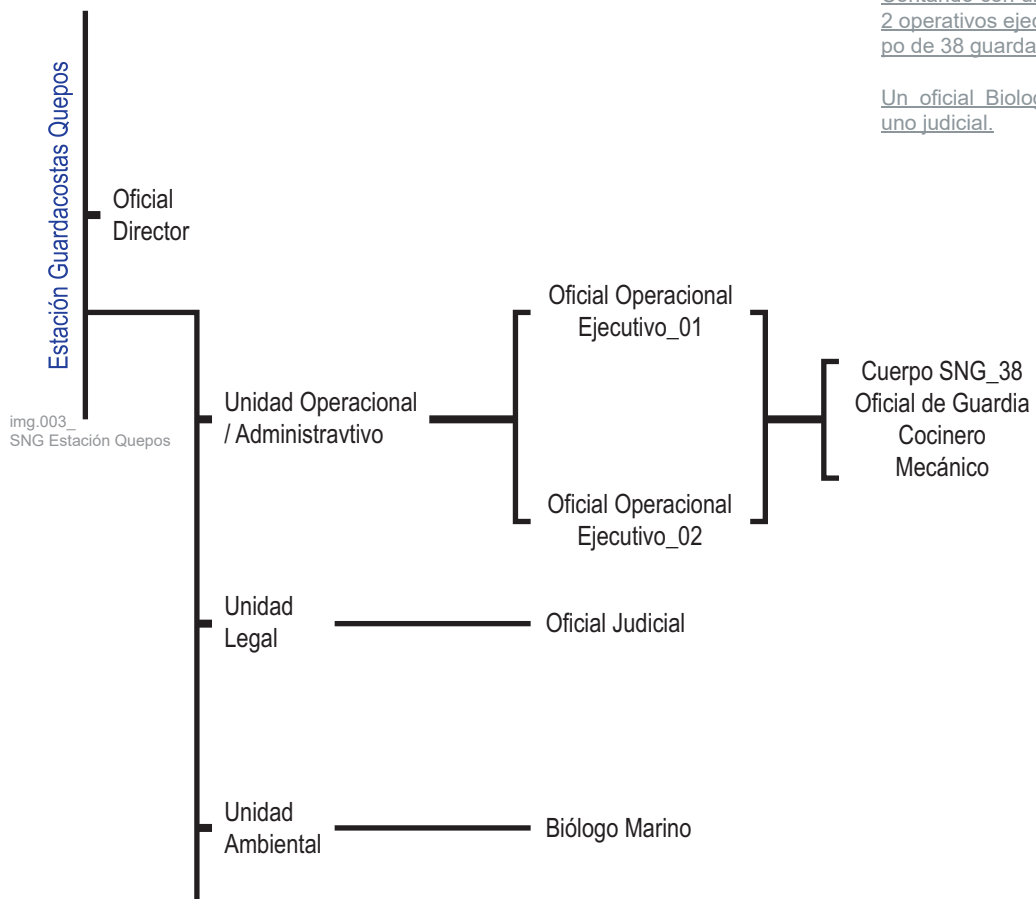 2 operativos ejec
po de 38 guarda
Un oficial Biolog
uno judicial.
Estación Guardacostas Quepos
Oficial
Director
Oficial Operacional
Ejecutivo_01
Unidad Operacional
/ Administravtivo
Cuerpo SNG_38
Oficial de Guardia
Cocinero
Mecánico
img.003_
SNG Estación Quepos
Oficial Operacional
Ejecutivo_02
Unidad
Legal
Oficial Judicial
Unidad
Ambiental
Biólogo Marino